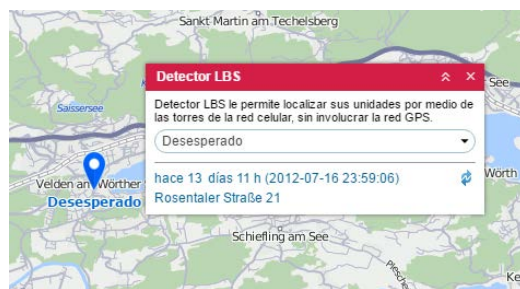 Sankt Martin am Techelsberg
Detector LBS
See
Detector LBS le permite localizar sus unidades por medio de
las torres de la red celular, sin involucrar la red GPS.
Saissersee
Desesperado
hace 13 días 11 h (2012-07-16 23:59:06)
Rosentaler Straße 21
Velden am Wörther
Wörth
Desesperado
Schiefling am See
Ke